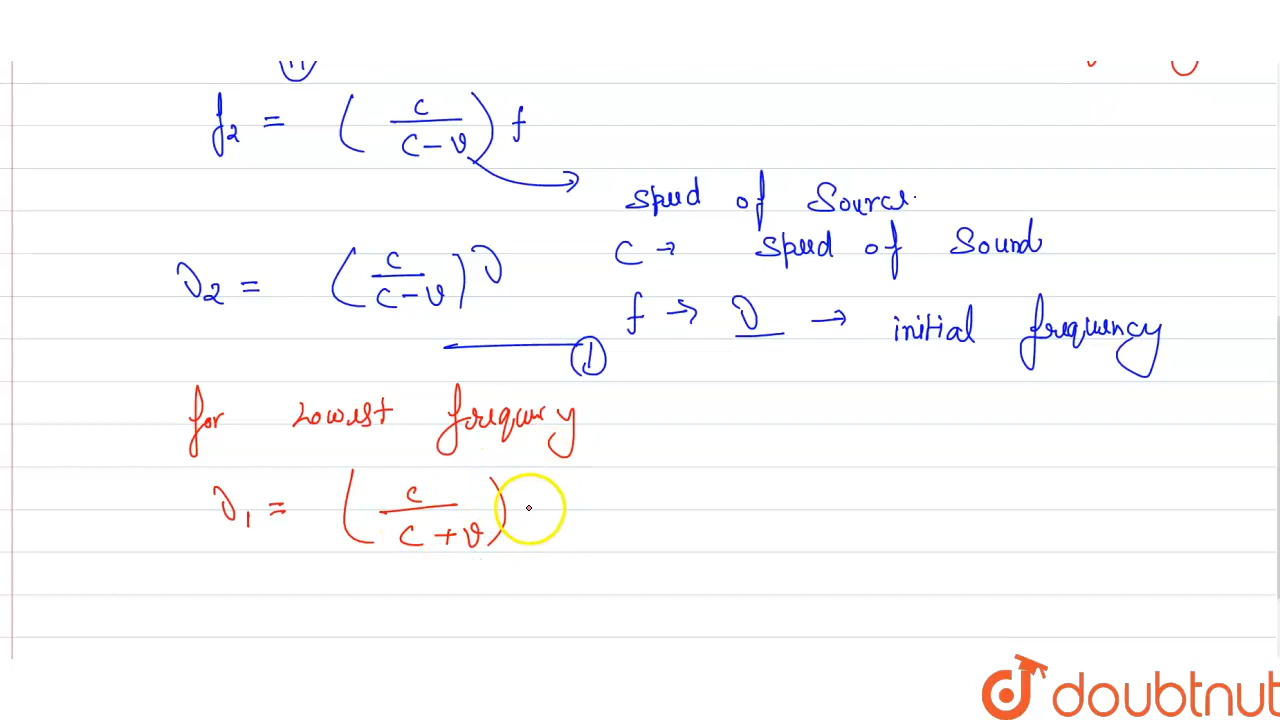 f₂ = ( c / c - v ) f
speed of source
c → speed of sound
ν₂ = ( c / c - v ) ν
f → ν → initial frequency
1
for Lowest frequency
ν₁ = ( c / c + v )
doubtnut